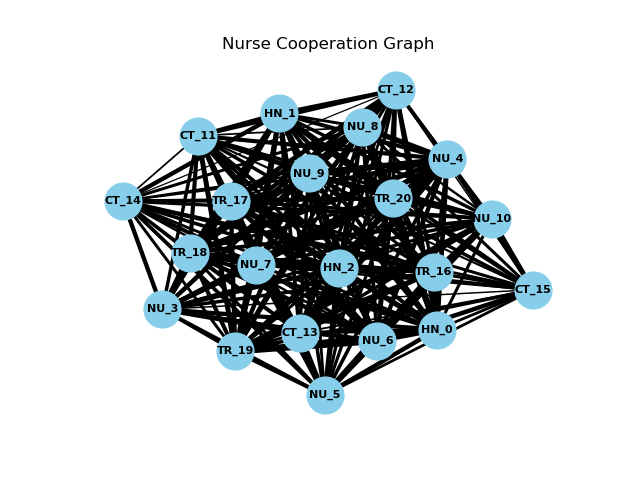 Nurse Cooperation Graph
CT_12
HN_1
NU_8
CT_11
NU_4
NU_9
TR_20
CT_14
TR_17
NU_10
TR_18
NU_7
HN_2
TR_16
CT_15
NU_3
HN_0
CT_13
NU_6
TR_19
NU_5